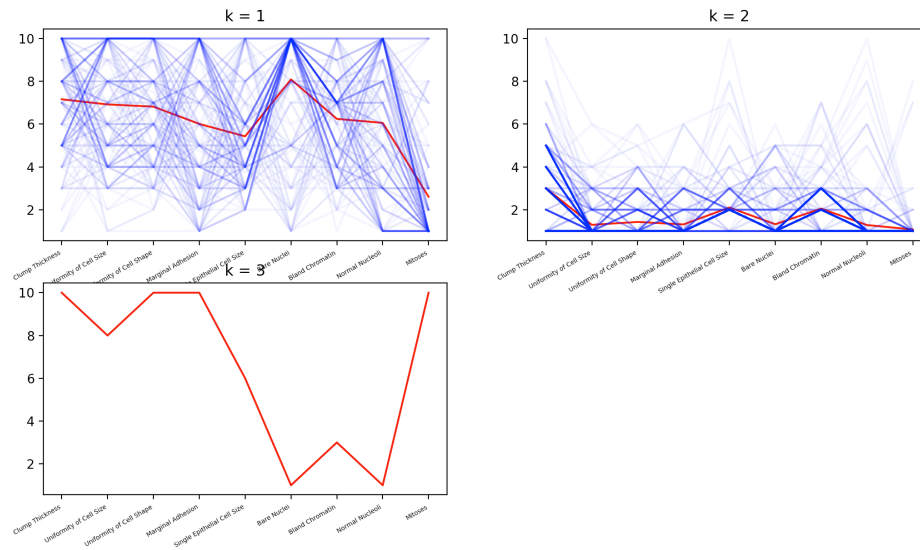 k = 1
10
8
6
4
2
Clump Thickness
Uniformity of Cell Size
Uniformity of Cell Shape
Marginal Adhesion
Single Epithelial Cell Size
Bare Nuclei
Bland Chromatin
Normal Nucleoli
Mitoses
k = 2
10
8
6
4
2
Clump Thickness
Uniformity of Cell Size
Uniformity of Cell Shape
Marginal Adhesion
Single Epithelial Cell Size
Bare Nuclei
Bland Chromatin
Normal Nucleoli
Mitoses
k = 3
10
8
6
4
2
Clump Thickness
Uniformity of Cell Size
Uniformity of Cell Shape
Marginal Adhesion
Single Epithelial Cell Size
Bare Nuclei
Bland Chromatin
Normal Nucleoli
Mitoses